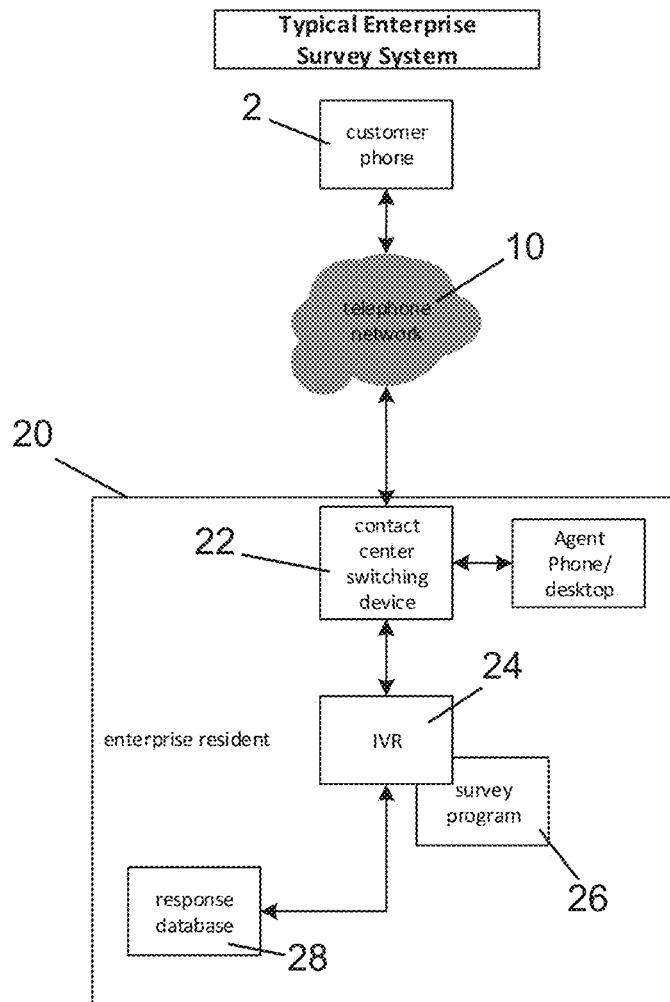 Typical Enterprise
Survey System
2
customer
phone
10
telephone
network
20
22
contact
center
switching
device
Agent
Phone/
desktop
24
enterprise resident
IVR
survey
program
26
response
database
28